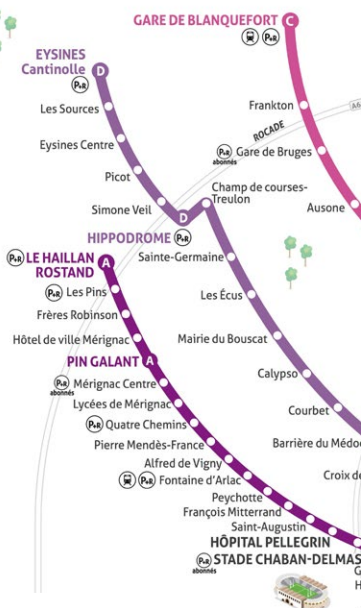 GARE DE BLANQUEFORT C
P+R
EYSINES
Cantinolle D
P+R
Les Sources
Frankton
ROCADE
Eysines Centre
P+R
abonnés
Gare de Bruges
Picot
Champ de courses-
Treulon
Simone Veil
Ausone
D
HIPPODROME P+R
Sainte-Germaine
P+R LE HAILLAN
ROSTAND A
P+R Les Pins
Les Écus
Frères Robinson
Hôtel de ville Mérignac
Mairie du Bouscat
PIN GALANT A
P+R
abonnés
Mérignac Centre
Calypso
Lycées de Mérignac
Courbet
P+R Quatre Chemins
Pierre Mendès-France
Barrière du Médo
Alfred de Vigny
P+R Fontaine d'Arlac
Croix de
Peychotte
François Mitterrand
Saint-Augustin
HÔPITAL PELLEGRIN
P+R
abonnés
STADE CHABAN-DELMAS
G
H